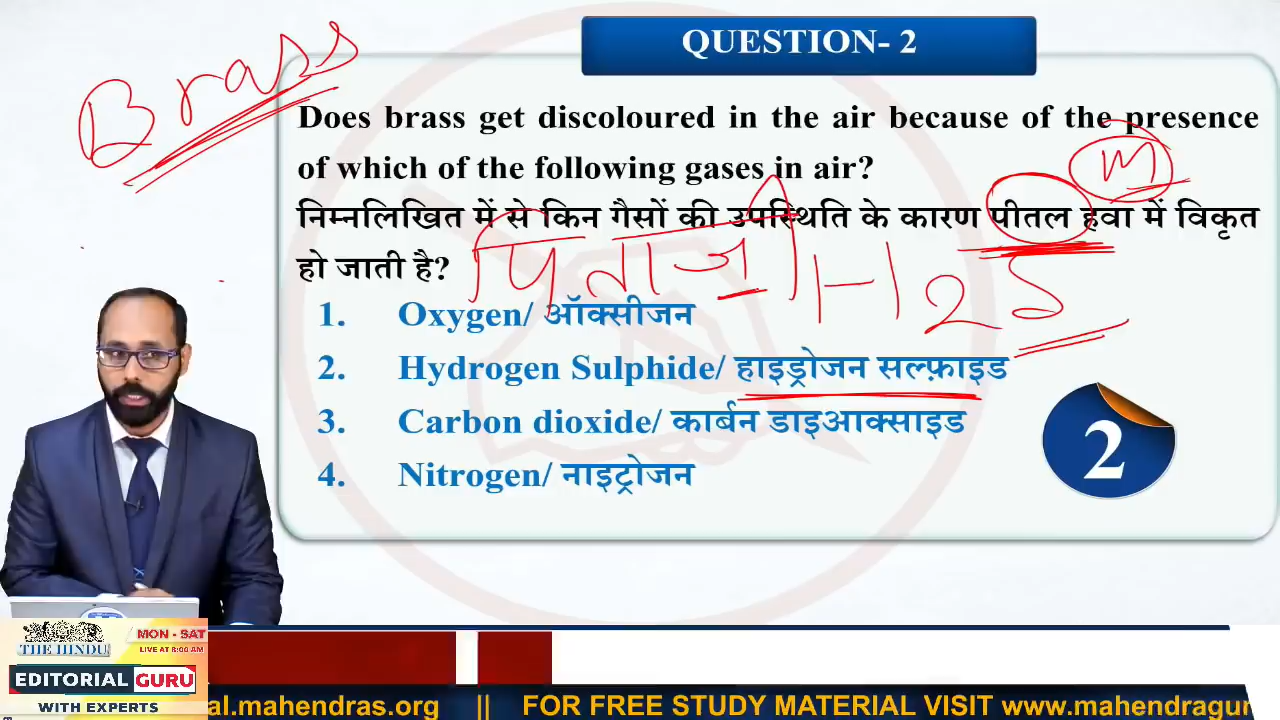 QUESTION- 2
Brass
Does brass get discoloured in the air because of the presence
of which of the following gases in air?
M
निम्नलिखित में से किन गैसों की उपस्थिति के कारण पीतल हवा में विकृत
हो जाती है?
पिताजी H2S
1. Oxygen/ ऑक्सीजन
2. Hydrogen Sulphide/ हाइड्रोजन सल्फ़ाइड
3. Carbon dioxide/ कार्बन डाइआक्साइड
4. Nitrogen/ नाइट्रोजन
2
THE HINDU
MON - SAT
LIVE AT 8:00 AM
EDITORIAL GURU
WITH EXPERTS
al.mahendras.org || FOR FREE STUDY MATERIAL VISIT www.mahendragur